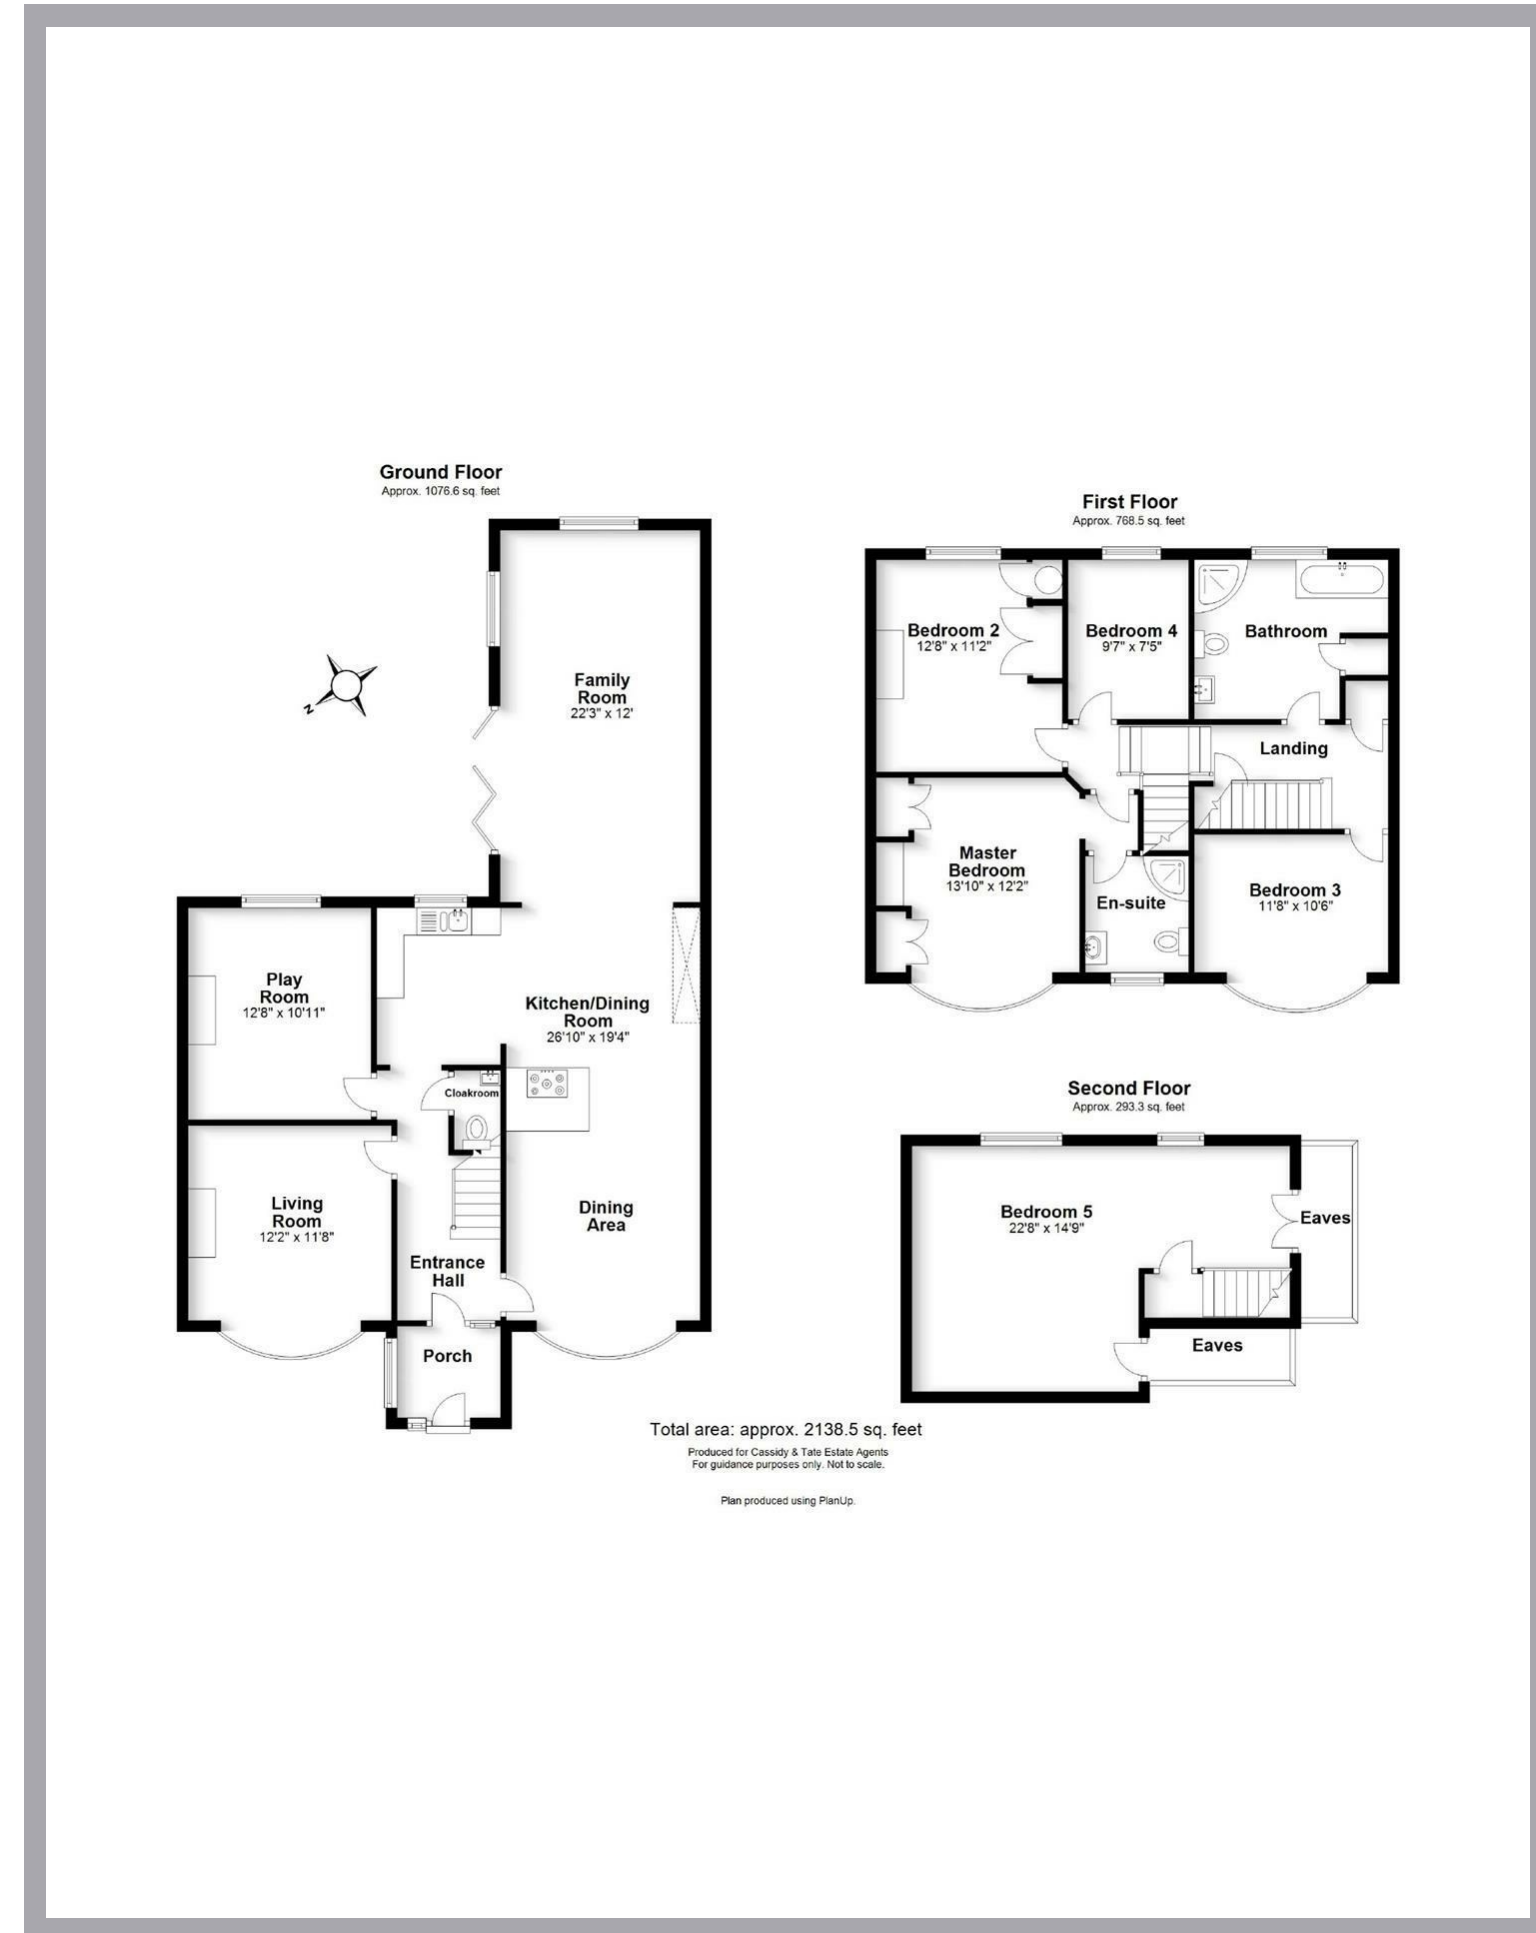 Ground Floor
Approx. 1076.6 sq. feet
Family
Room
22'3" x 12'
N
Play
Room
12'8" x 10'11"
Kitchen/Dining
Room
26'10" x 19'4"
Cloakroom
Living
Room
12'2" x 11'8"
Dining
Area
Entrance
Hall
Porch
First Floor
Approx. 768.5 sq. feet
Bedroom 2
12'8" x 11'2"
Bedroom 4
9'7" x 7'5"
Bathroom
Landing
Master
Bedroom
13'10" x 12'2"
En-suite
Bedroom 3
11'8" x 10'6"
Second Floor
Approx. 293.3 sq. feet
Bedroom 5
22'8" x 14'9"
Eaves
Eaves
Total area: approx. 2138.5 sq. feet
Produced for Cassidy & Tate Estate Agents
For guidance purposes only. Not to scale.
Plan produced using PlanUp.